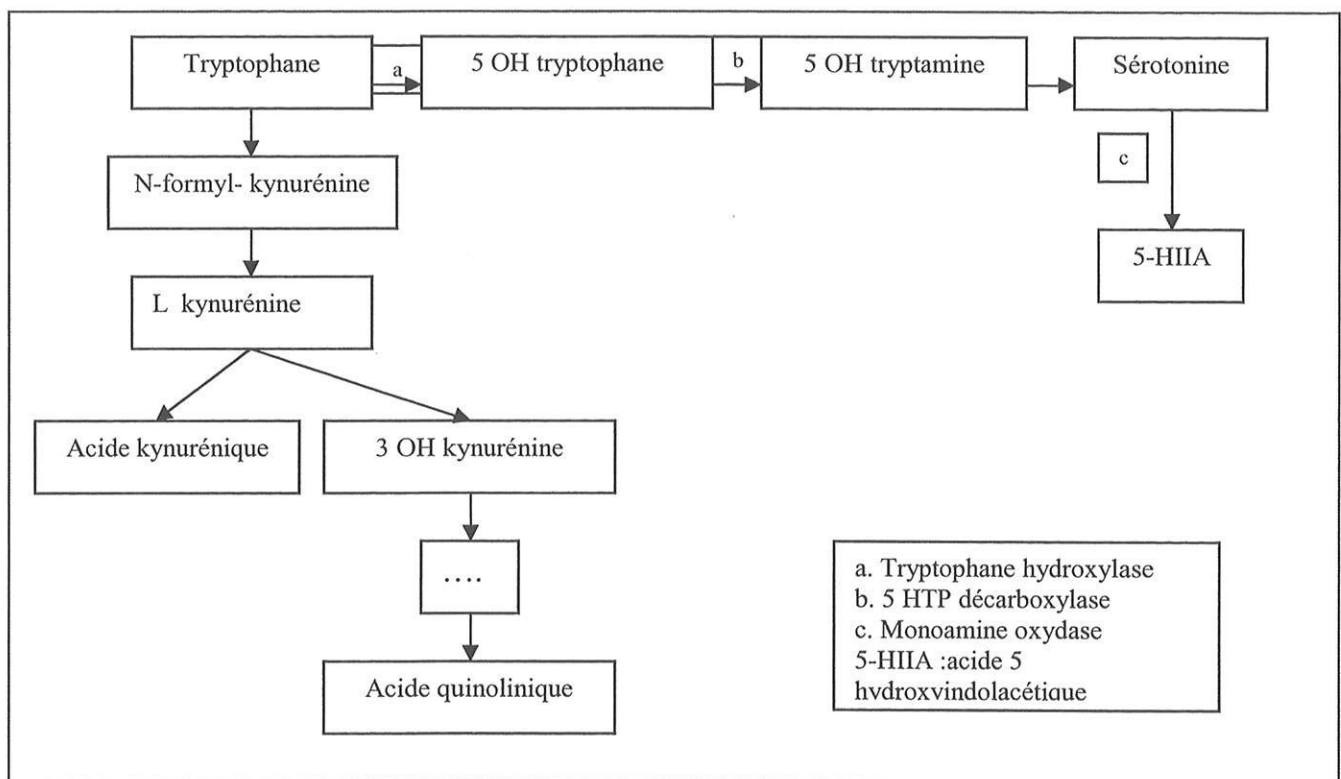 Tryptophane
a
5 OH tryptophane
b
5 OH tryptamine
Sérotonine
c
N-formyl- kynurénine
5-HIIA
L kynurénine
Acide kynurénique
3 OH kynurénine
....
Acide quinolinique
a. Tryptophane hydroxylase
b. 5 HTP décarboxylase
c. Monoamine oxydase
5-HIIA :acide 5
hydroxyindolacétique